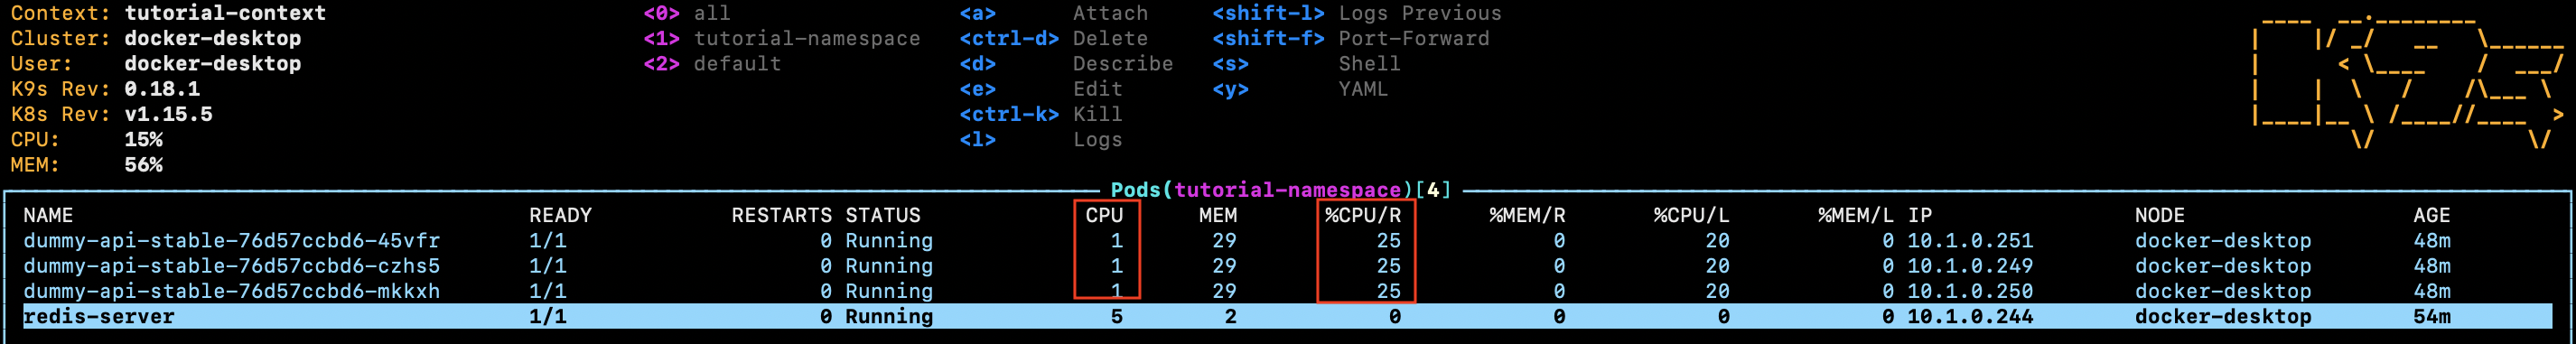 Context: tutorial-context <0> all <a> Attach <shift-l> Logs Previous
Cluster: docker-desktop <1> tutorial-namespace <ctrl-d> Delete <shift-f> Port-Forward
User: docker-desktop <2> default <d> Describe <s> Shell
K9s Rev: 0.18.1 <e> Edit <y> YAML
K8s Rev: v1.15.5 <ctrl-k> Kill
CPU: 15% <l> Logs
MEM: 56%
Pods(tutorial-namespace)[4]
NAME READY RESTARTS STATUS CPU MEM %CPU/R %MEM/R %CPU/L %MEM/L IP NODE AGE
dummy-api-stable-76d57ccbd6-45vfr 1/1 0 Running 1 29 25 0 20 0 10.1.0.251 docker-desktop 48m
dummy-api-stable-76d57ccbd6-czhs5 1/1 0 Running 1 29 25 0 20 0 10.1.0.249 docker-desktop 48m
dummy-api-stable-76d57ccbd6-mkkxh 1/1 0 Running 1 29 25 0 20 0 10.1.0.250 docker-desktop 48m
redis-server 1/1 0 Running 5 2 0 0 0 0 10.1.0.244 docker-desktop 54m